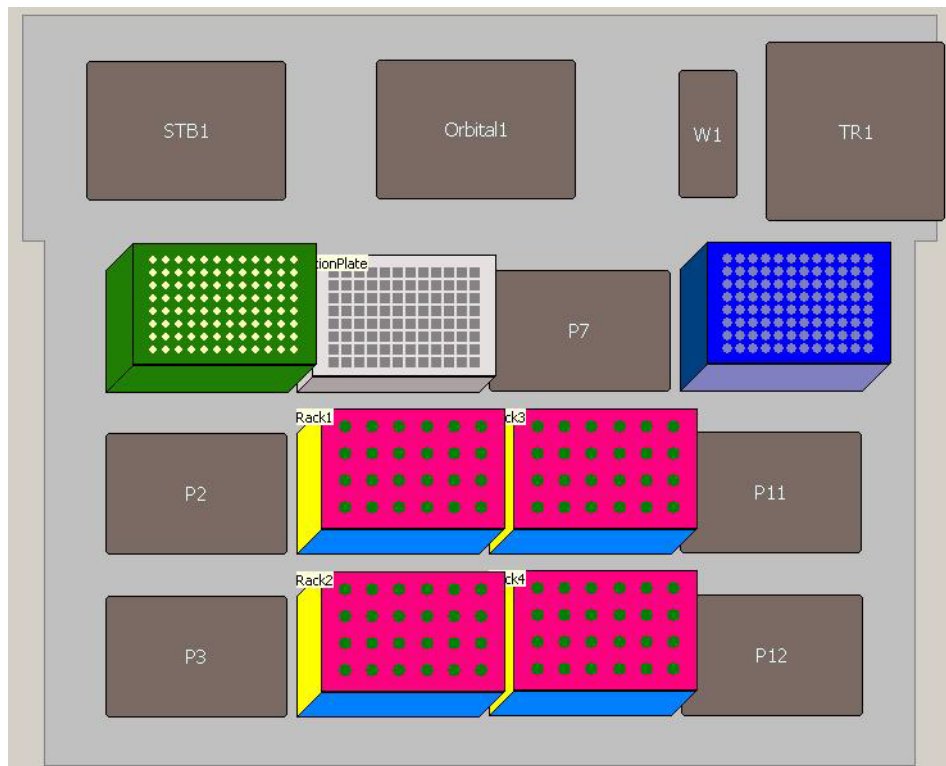 STB1
Orbital1
W1
TR1
tionPlate
P7
Rack1
ck3
P2
P11
Rack2
ck4
P3
P12